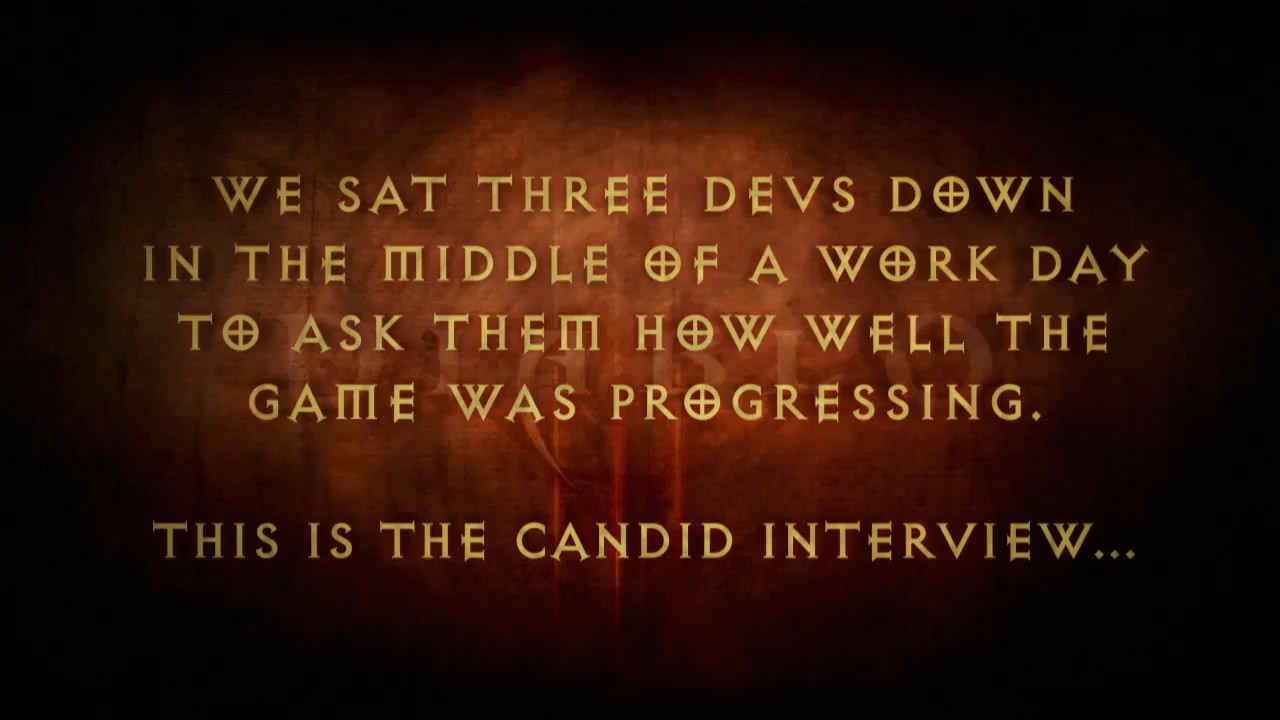 WE SAT THREE DEVS DOWN
IN THE MIDDLE OF A WORK DAY
TO ASK THEM HOW WELL THE
DIABLO
GAME WAS PROGRESSING.
THIS IS THE CANDID INTERVIEW...